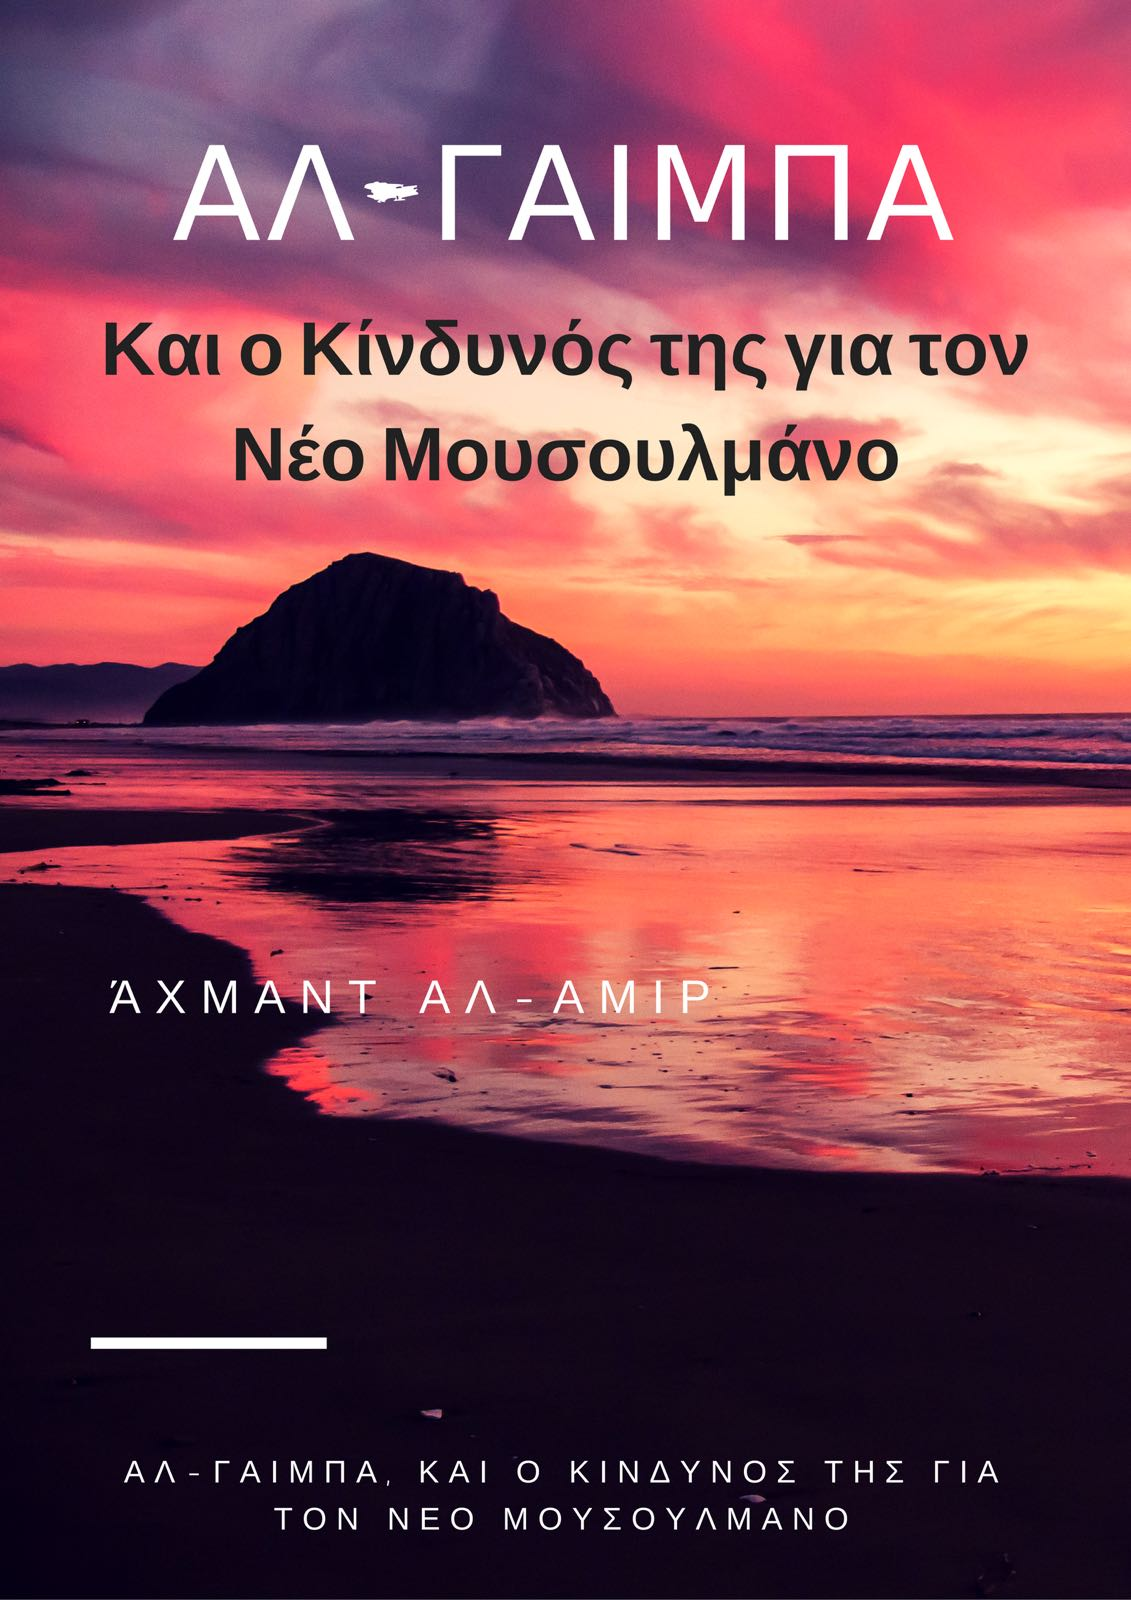 ΑΛ-ΓΑΙΜΠΑ
Και ο Κίνδυνός της για τον
Νέο Μουσουλμάνο
ΆΧΜΑΝΤ ΑΛ-ΑΜΙΡ
ΑΛ-ΓΑΙΜΠΑ, ΚΑΙ Ο ΚΙΝΔΥΝΟΣ ΤΗΣ ΓΙΑ
ΤΟΝ ΝΕΟ ΜΟΥΣΟΥΛΜΑΝΟ